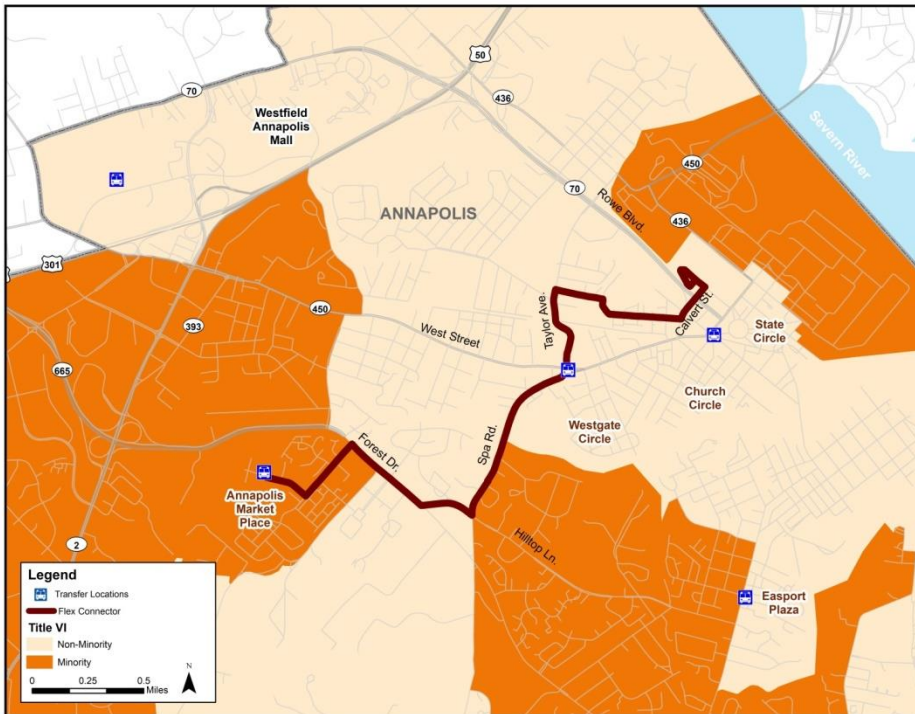 50
70
436
Westfield
Annapolis
Mall
Severn River
450
70
ANNAPOLIS
Rowe Blvd.
436
301
450
393
Taylor Ave.
Calvert St.
State
Circle
West Street
665
Church
Circle
Westgate
Circle
Spa Rd.
Forest Dr.
Annapolis
Market
Place
2
Hilltop Ln.
Easport
Plaza
Legend
Transfer Locations
Flex Connector
Title VI
Non-Minority
Minority
N
0 0.25 0.5
Miles